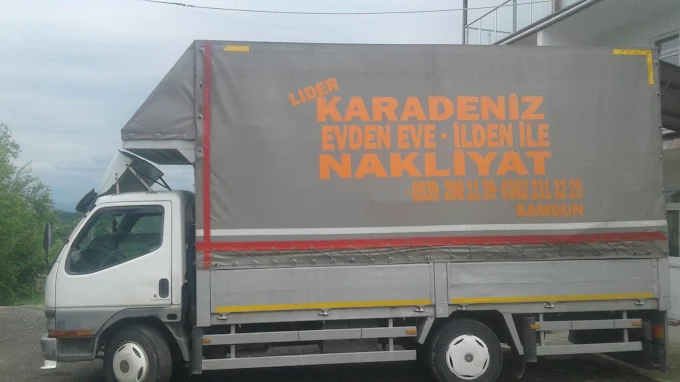 LİDER
KARADENİZ
EVDEN EVE - İLDEN İLE
NAKLİYAT
SAMSUN